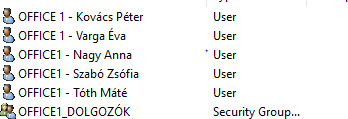 OFFICE 1 - Kovács Péter User
OFFICE 1 - Varga Éva User
OFFICE1 - Nagy Anna User
OFFICE1 - Szabó Zsófia User
OFFICE1 - Tóth Máté User
OFFICE1_DOLGOZÓK Security Group...